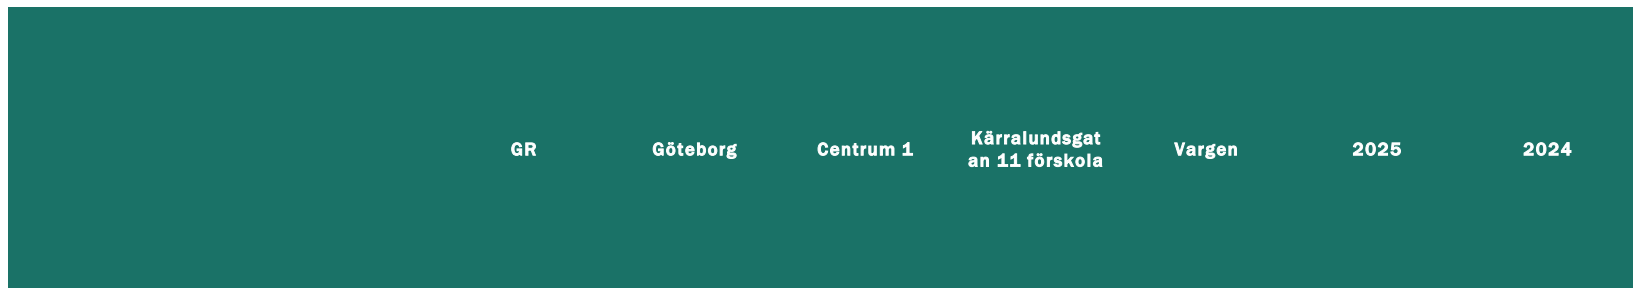 GR Göteborg Centrum 1 Kärralundsgat
an 11 förskola Vargen 2025 2024